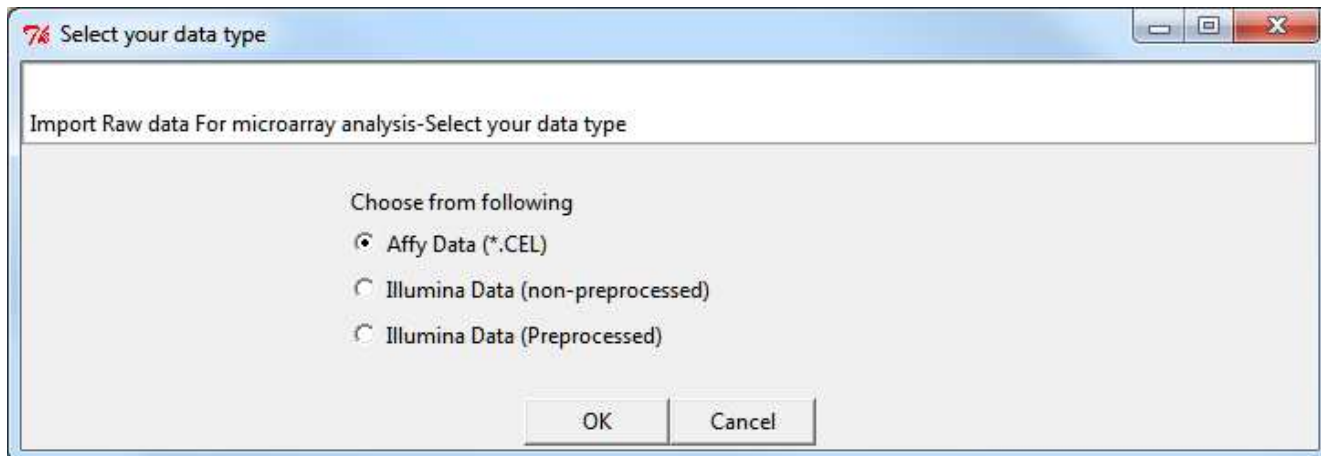 Select your data type
Import Raw data For microarray analysis-Select your data type
Choose from following
Affy Data (*.CEL)
Illumina Data (non-preprocessed)
Illumina Data (Preprocessed)
OK Cancel